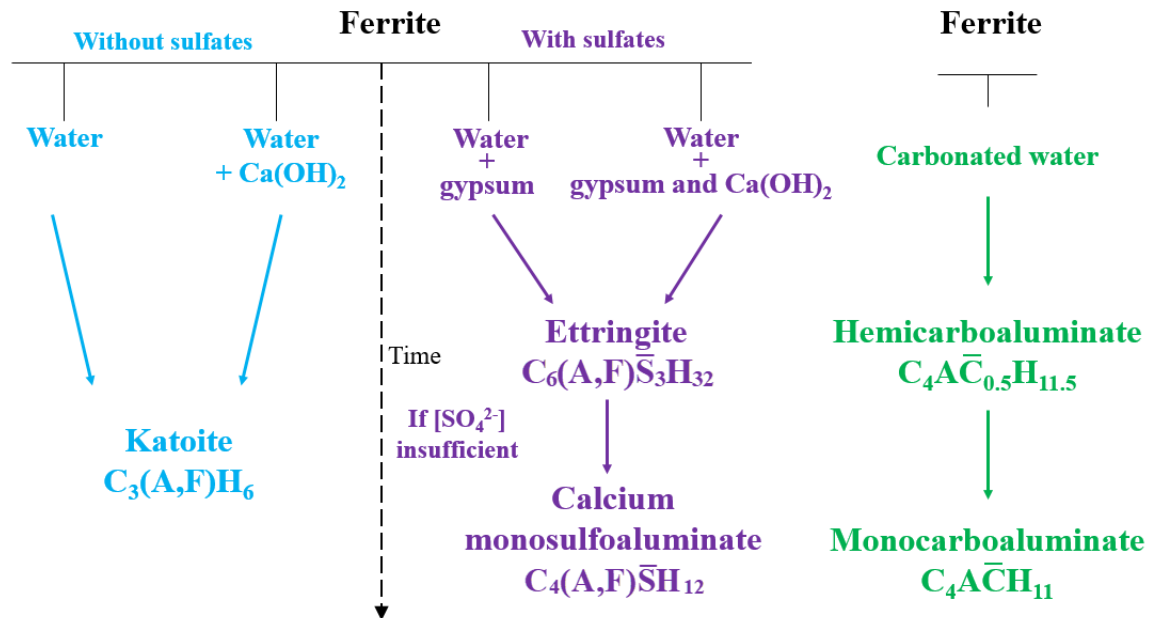 Ferrite
Without sulfates
With sulfates
Water
Water
+ Ca(OH)₂
Water
+
gypsum
Water
+
gypsum and Ca(OH)₂
Time
Katoite
C₃(A,F)H₆
Ettringite
C₆(A,F)S̅₃H₃₂
If [SO₄²⁻]
insufficient
Calcium
monosulfoaluminate
C₄(A,F)S̅H₁₂
Ferrite
Carbonated water
Hemicarboaluminate
C₄AC̅₀.₅H₁₁.₅
Monocarboaluminate
C₄AC̅H₁₁